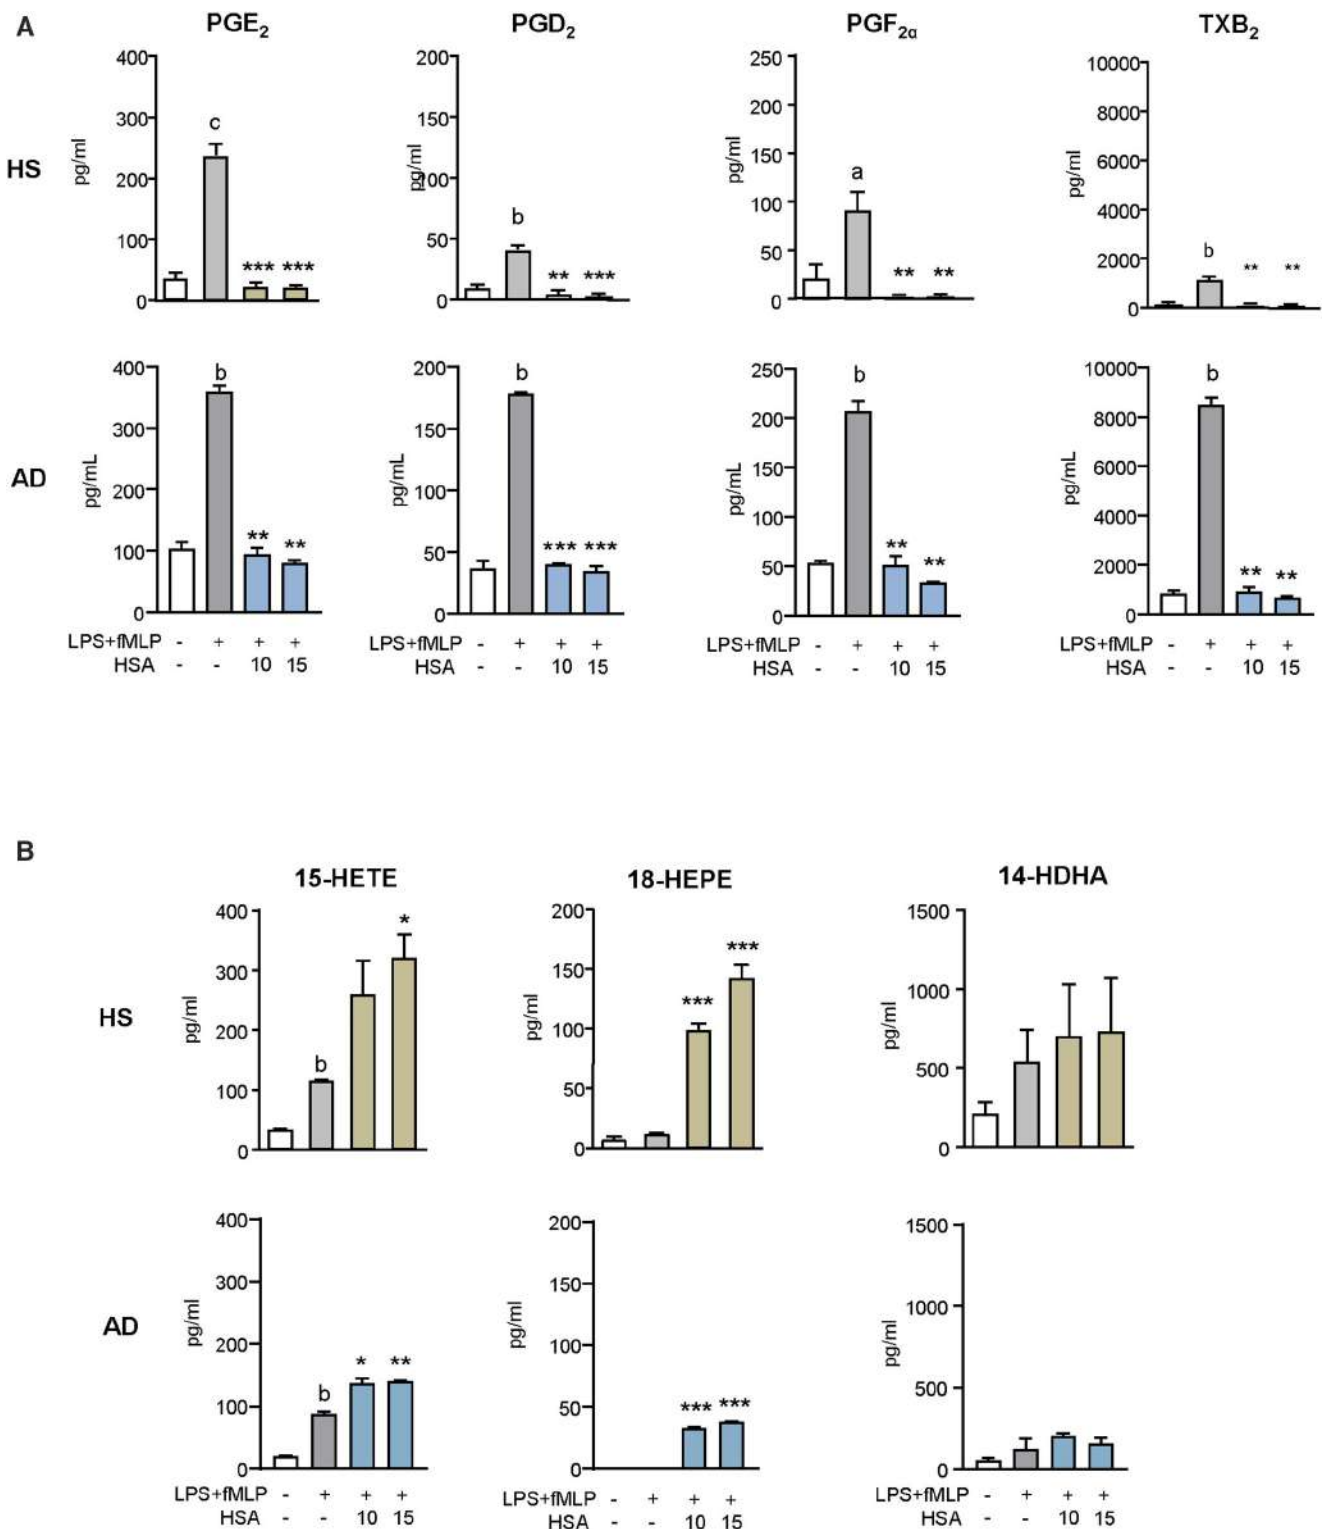 A
PGE2 PGD2 PGF2α TXB2
HS
400 300 200 100 0
pg/ml
c *** ***
200 150 100 50 0
pg/ml
b ** ***
250 200 150 100 50 0
pg/ml
a ** **
10000 8000 6000 4000 2000 0
pg/ml
b ** **
AD
400 300 200 100 0
pg/mL
b ** **
200 150 100 50 0
pg/mL
b *** ***
250 200 150 100 50 0
pg/mL
b ** **
10000 8000 6000 4000 2000 0
pg/mL
b ** **
LPS+fMLP - + + +
HSA - - 10 15
LPS+fMLP - + + +
HSA - - 10 15
LPS+fMLP - + + +
HSA - - 10 15
LPS+fMLP - + + +
HSA - - 10 15
B
15-HETE 18-HEPE 14-HDHA
HS
400 300 200 100 0
pg/ml
b *
200 150 100 50 0
pg/ml
*** ***
1500 1000 500 0
pg/ml
AD
400 300 200 100 0
pg/ml
b * **
200 150 100 50 0
pg/ml
*** ***
1500 1000 500 0
pg/ml
LPS+fMLP - + + +
HSA - - 10 15
LPS+fMLP - + + +
HSA - - 10 15
LPS+fMLP - + + +
HSA - - 10 15